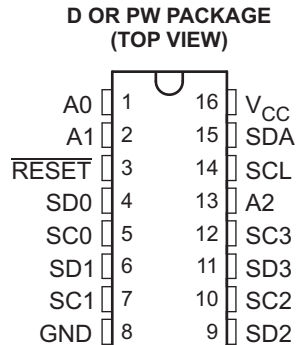 D OR PW PACKAGE
(TOP VIEW)
A0 1 16 VCC
A1 2 15 SDA
RESET 3 14 SCL
SD0 4 13 A2
SC0 5 12 SC3
SD1 6 11 SD3
SC1 7 10 SC2
GND 8 9 SD2